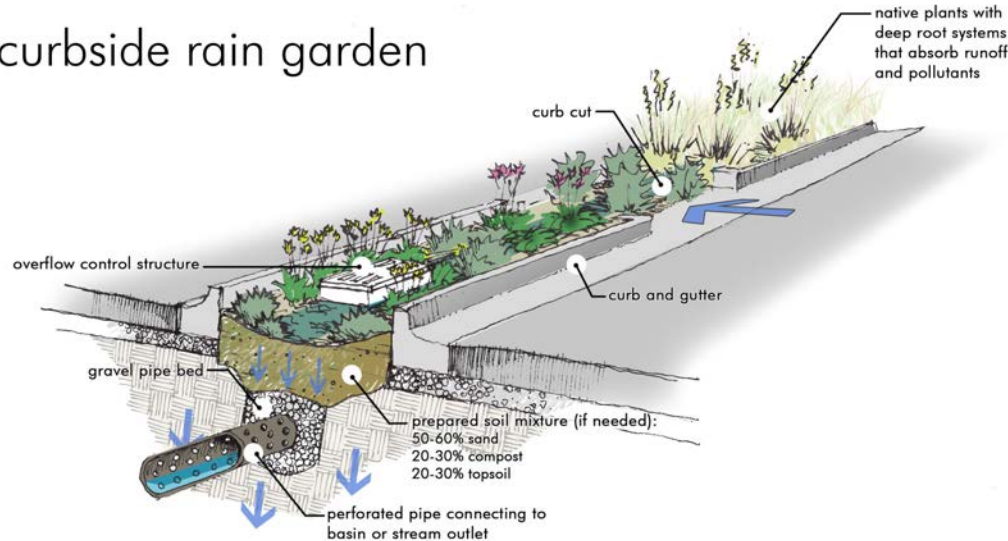 curbside rain garden
native plants with
deep root systems
that absorb runoff
and pollutants
curb cut
overflow control structure
curb and gutter
gravel pipe bed
prepared soil mixture (if needed):
50-60% sand
20-30% compost
20-30% topsoil
perforated pipe connecting to
basin or stream outlet